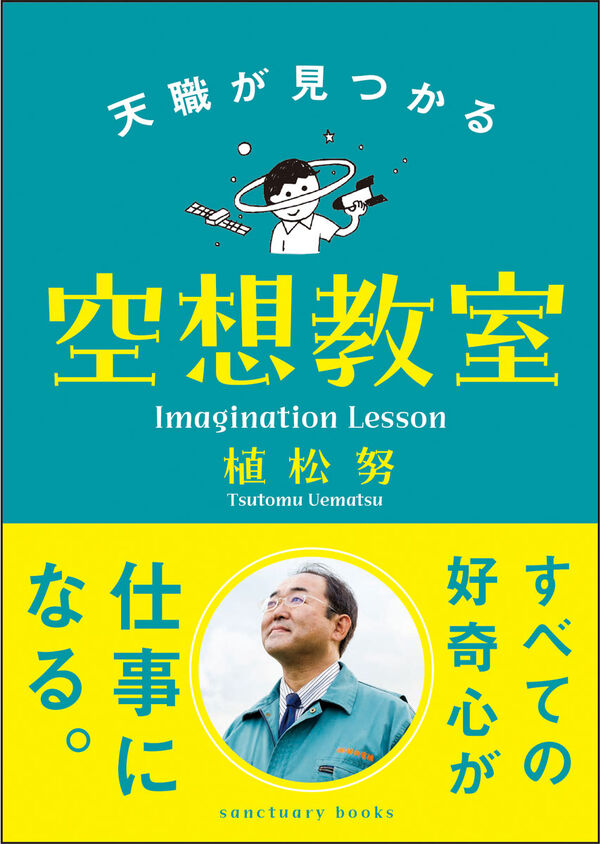 天職が見つかる
空想教室
Imagination Lesson
植松努
Tsutomu Uematsu
すべての
好奇心が
仕事に
なる。
sanctuary books